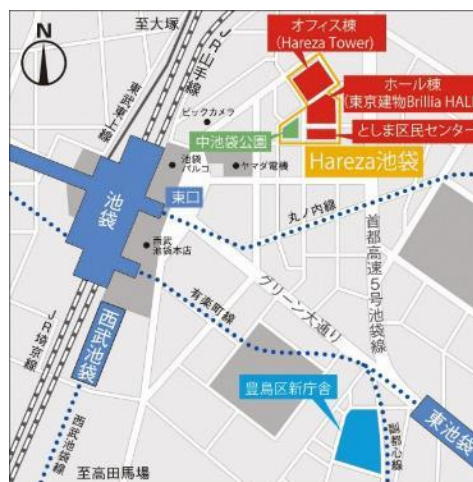 至大塚
N
JR山手線
東武東上線
オフィス棟
(Hareza Tower)
ホール棟
(東京建物Brillia HALL
としま区民センター
Hareza池袋
ビックカメラ
中池袋公園
池袋
パルコ
ヤマダ電機
池袋
東口
西武
池袋本店
丸ノ内線
首都高速5号池袋線
グリーン大通り
有楽町線
JR埼京線
西武池袋
豊島区新庁舎
東池袋
副都心線
西武池袋線
至高田馬場